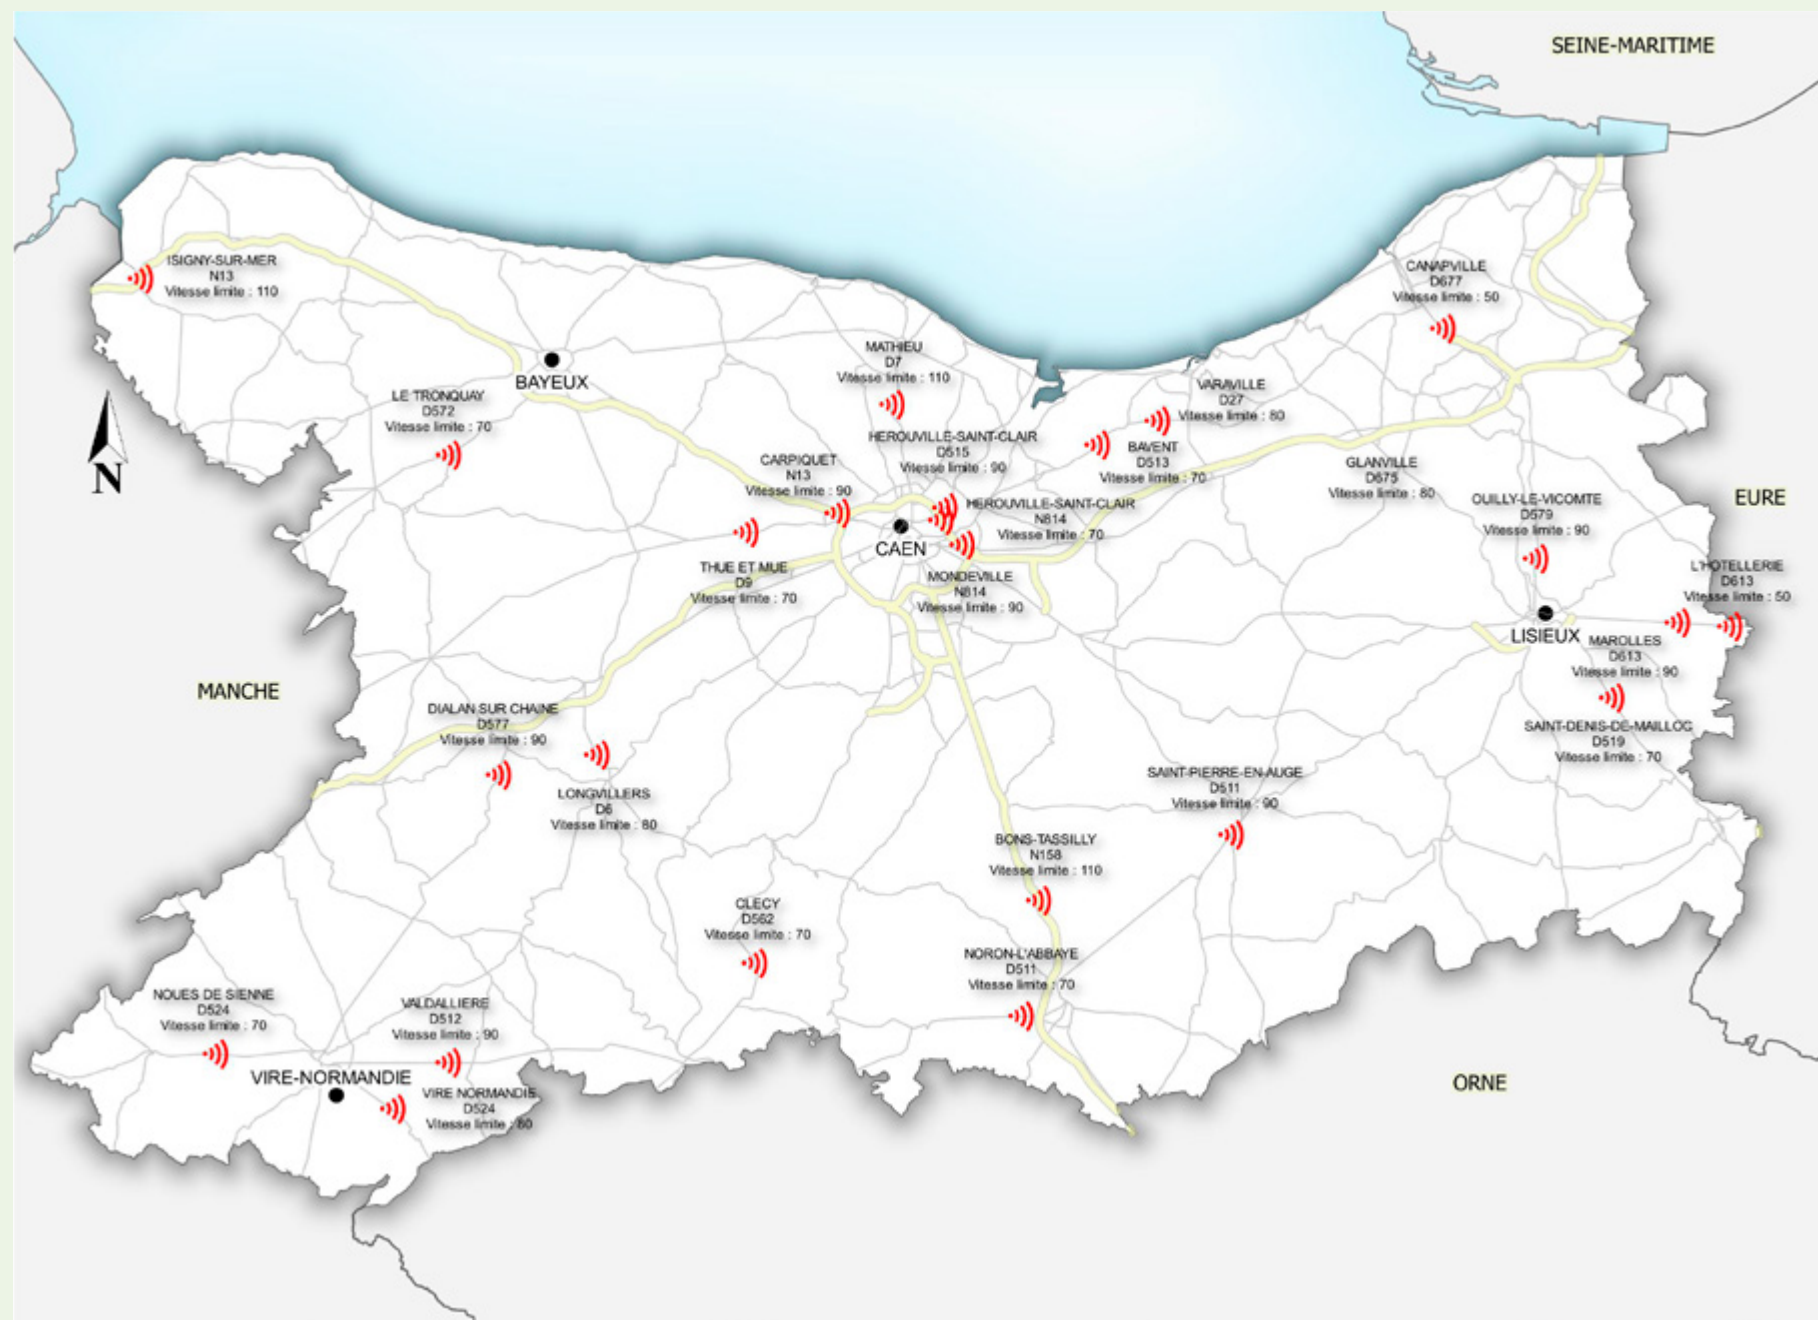 SEINE-MARITIME
ISIGNY-SUR-MER
N13
Vitesse limite : 110
CANAPVILLE
D677
Vitesse limite : 50
MATHIEU
D7
Vitesse limite : 110
BAYEUX
LE TRONQUAY
D572
Vitesse limite : 70
VARAVILLE
D27
Vitesse limite : 80
HEROUVILLE-SAINT-CLAIR
D515
Vitesse limite : 90
BAVENT
D513
Vitesse limite : 70
CARPIQUET
N13
Vitesse limite : 90
GLANVILLE
D675
Vitesse limite : 80
N
OUILLY-LE-VICOMTE
D579
Vitesse limite : 90
EURE
HEROUVILLE-SAINT-CLAIR
N814
Vitesse limite : 70
CAEN
THUE ET MUE
D9
Vitesse limite : 70
MONDEVILLE
N814
Vitesse limite : 90
L'HOTELLERIE
D613
Vitesse limite : 50
LISIEUX
MAROLLES
D613
Vitesse limite : 90
MANCHE
DIALAN SUR CHAINE
D577
Vitesse limite : 90
SAINT-DENIS-DE-MAILLOC
D519
Vitesse limite : 70
SAINT-PIERRE-EN-AUGE
D511
Vitesse limite : 90
LONGVILLERS
D6
Vitesse limite : 80
BONS-TASSILLY
N158
Vitesse limite : 110
CLECY
D562
Vitesse limite : 70
NORON-L'ABBAYE
D511
Vitesse limite : 70
NOUES DE SIENNE
D524
Vitesse limite : 70
VALDALLIERE
D512
Vitesse limite : 90
VIRE-NORMANDIE
VIRE NORMANDIE
D524
Vitesse limite : 80
ORNE